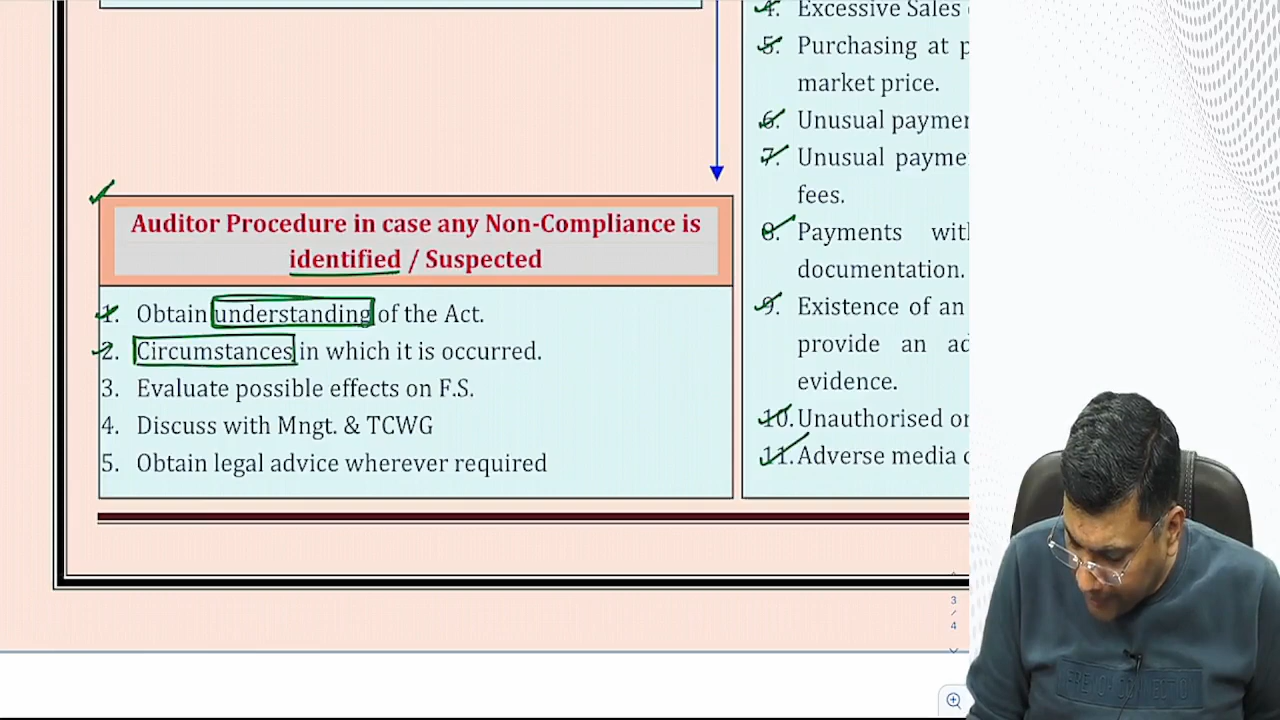 Auditor Procedure in case any Non-Compliance is
identified / Suspected
1. Obtain understanding of the Act.
2. Circumstances in which it is occurred.
3. Evaluate possible effects on F.S.
4. Discuss with Mngt. & TCWG
5. Obtain legal advice wherever required
4. Excessive Sales
5. Purchasing at p
market price.
6. Unusual paymen
7. Unusual payme
fees.
8. Payments wit
documentation.
9. Existence of an
provide an ad
evidence.
10. Unauthorised or
11. Adverse media
3
/
4